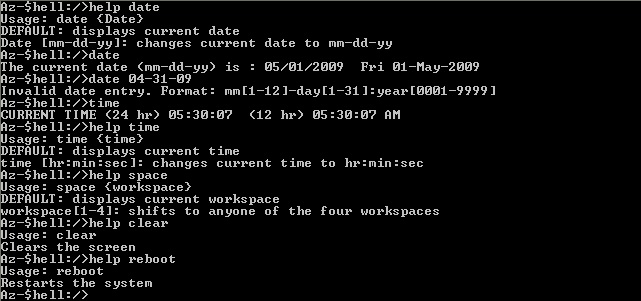 Az-$hell:/>help date
Usage: date {Date}
DEFAULT: displays current date
Date [mm-dd-yy]: changes current date to mm-dd-yy
Az-$hell:/>date
The current date (mm-dd-yy) is : 05/01/2009  Fri 01-May-2009
Az-$hell:/>date 04-31-09
Invalid date entry. Format: mm[1-12]-day[1-31]:year[0001-9999]
Az-$hell:/>time
CURRENT TIME (24 hr) 05:30:07  (12 hr) 05:30:07 AM
Az-$hell:/>help time
Usage: time {time}
DEFAULT: displays current time
time [hr:min:sec]: changes current time to hr:min:sec
Az-$hell:/>help space
Usage: space {workspace}
DEFAULT: displays current workspace
workspace[1-4]: shifts to anyone of the four workspaces
Az-$hell:/>help clear
Usage: clear
Clears the screen
Az-$hell:/>help reboot
Usage: reboot
Restarts the system
Az-$hell:/>